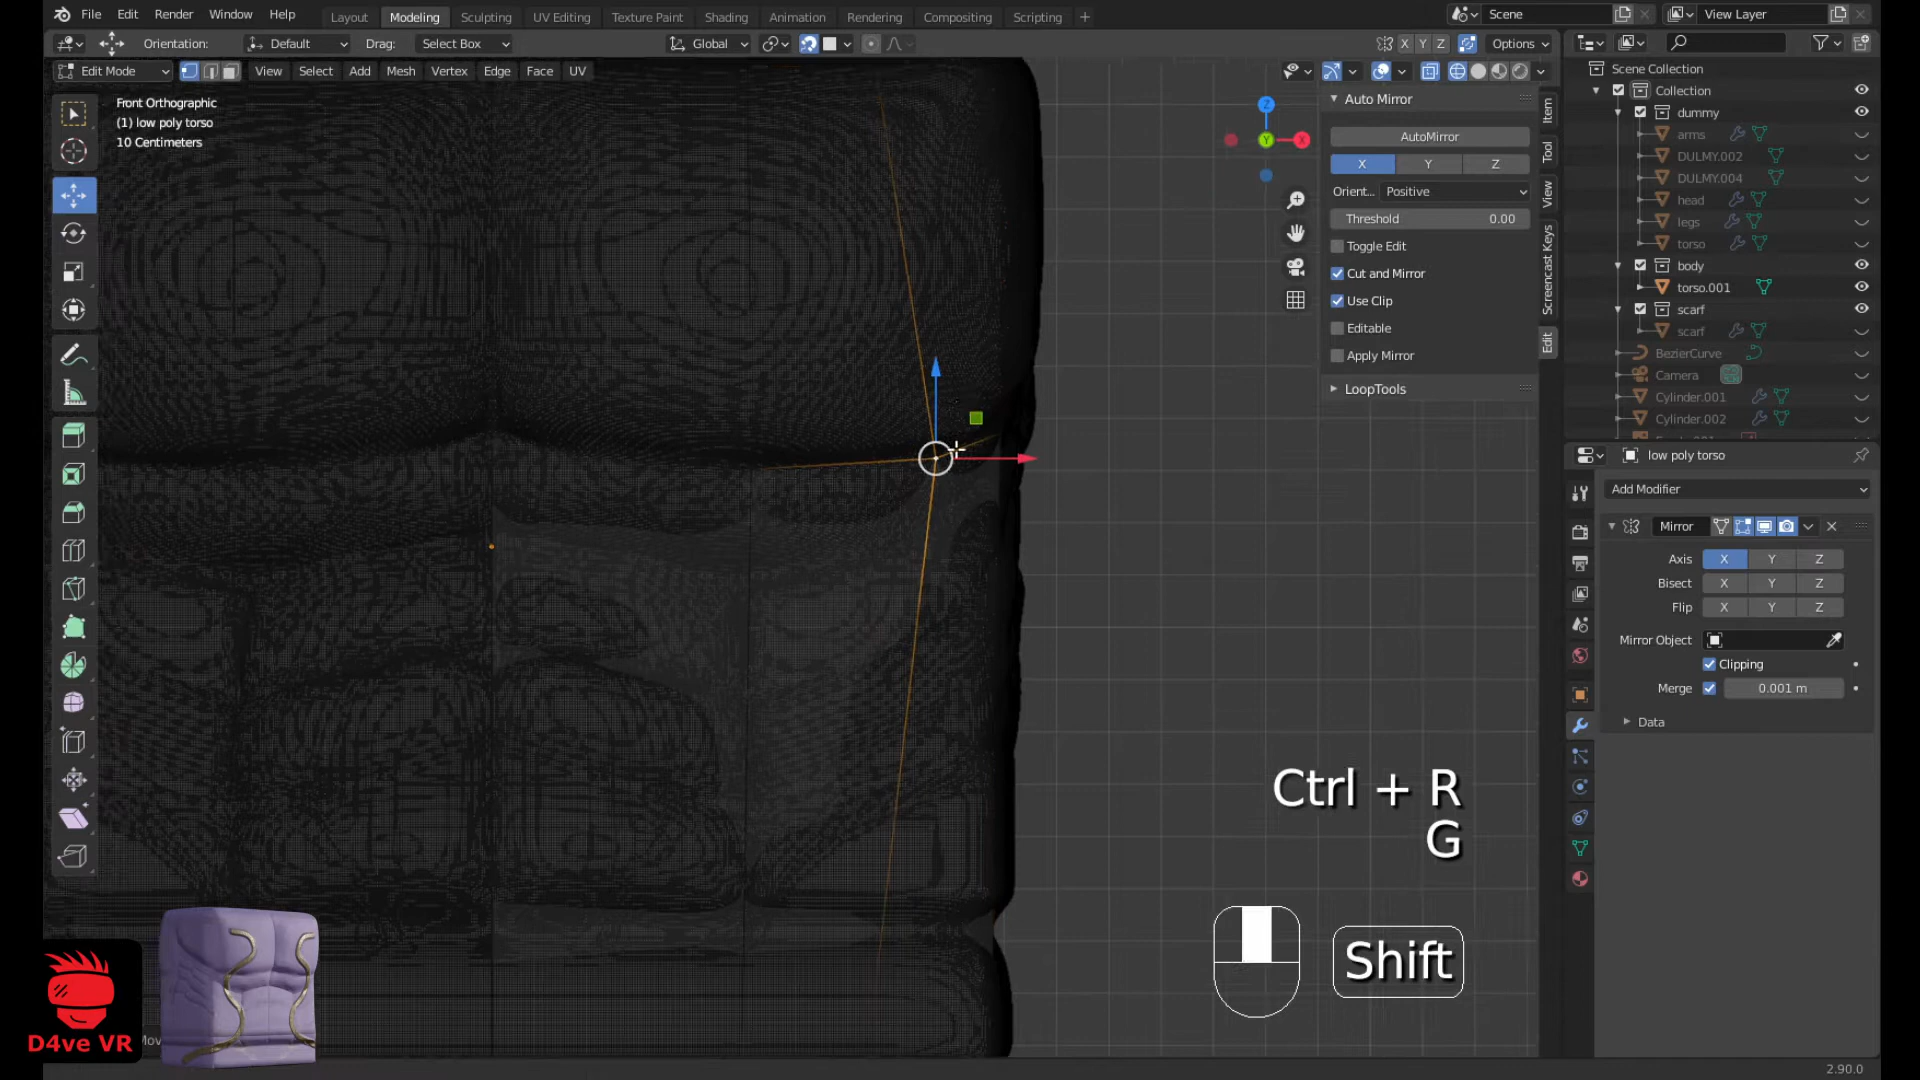 File Edit Render Window Help
Layout Modeling Sculpting UV Editing Texture Paint Shading Animation Rendering Compositing Scripting +
Scene View Layer
Orientation: Default Drag: Select Box Global X Y Z Options
Edit Mode View Select Add Mesh Vertex Edge Face UV
Front Orthographic
(1) low poly torso
10 Centimeters
Z
Y
X
Auto Mirror
AutoMirror
X Y Z
Orient... Positive
Threshold 0.00
Toggle Edit
Cut and Mirror
Use Clip
Editable
Apply Mirror
LoopTools
Item
Tool
View
Screencast Keys
Edit
Scene Collection
Collection
dummy
arms
DULMY.002
DULMY.004
head
legs
torso
body
torso.001
scarf
scarf
BezierCurve
Camera
Cylinder.001
Cylinder.002
low poly torso
Add Modifier
Mirror
Axis X Y Z
Bisect X Y Z
Flip X Y Z
Mirror Object
Clipping
Merge 0.001 m
Data
Ctrl + R
G
Shift
D4ve VR
Mov
2.90.0